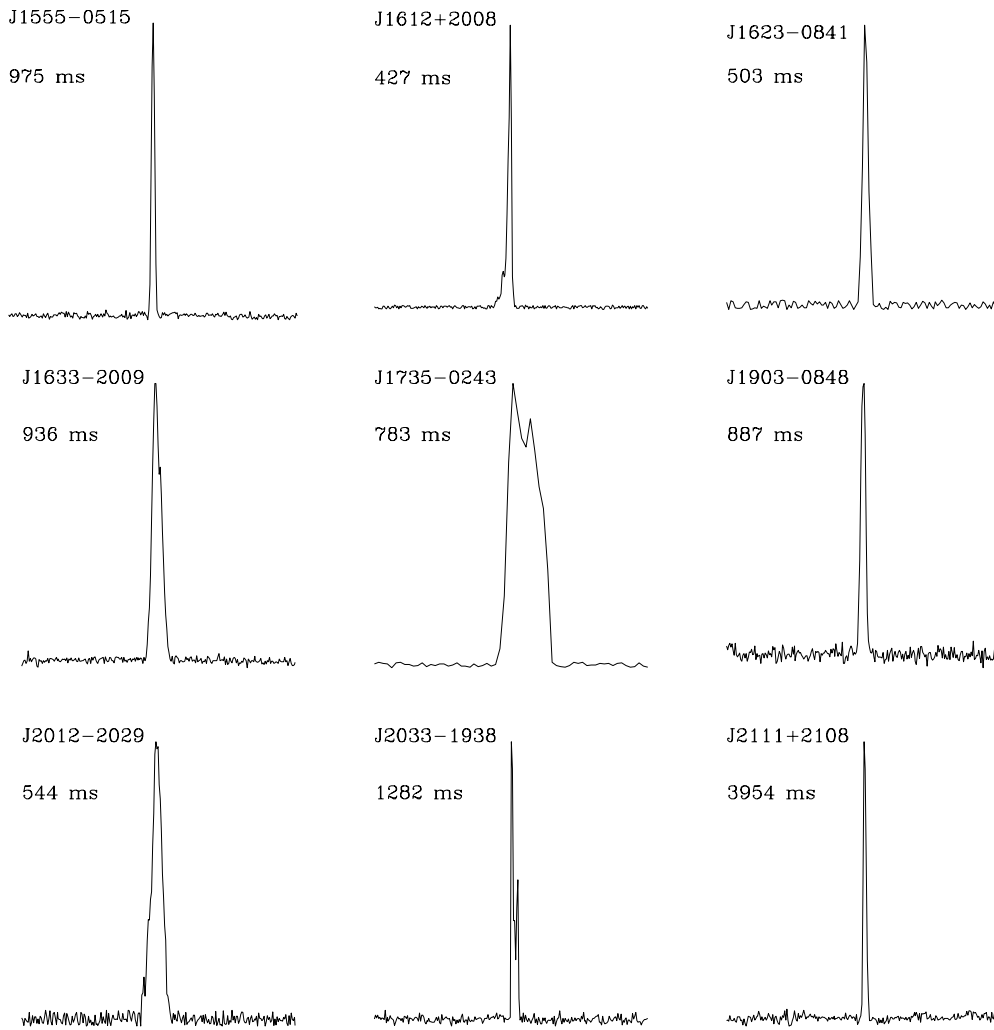 J1555−0515
975 ms
J1612+2008
427 ms
J1623−0841
503 ms
J1633−2009
936 ms
J1735−0243
783 ms
J1903−0848
887 ms
J2012−2029
544 ms
J2033−1938
1282 ms
J2111+2108
3954 ms